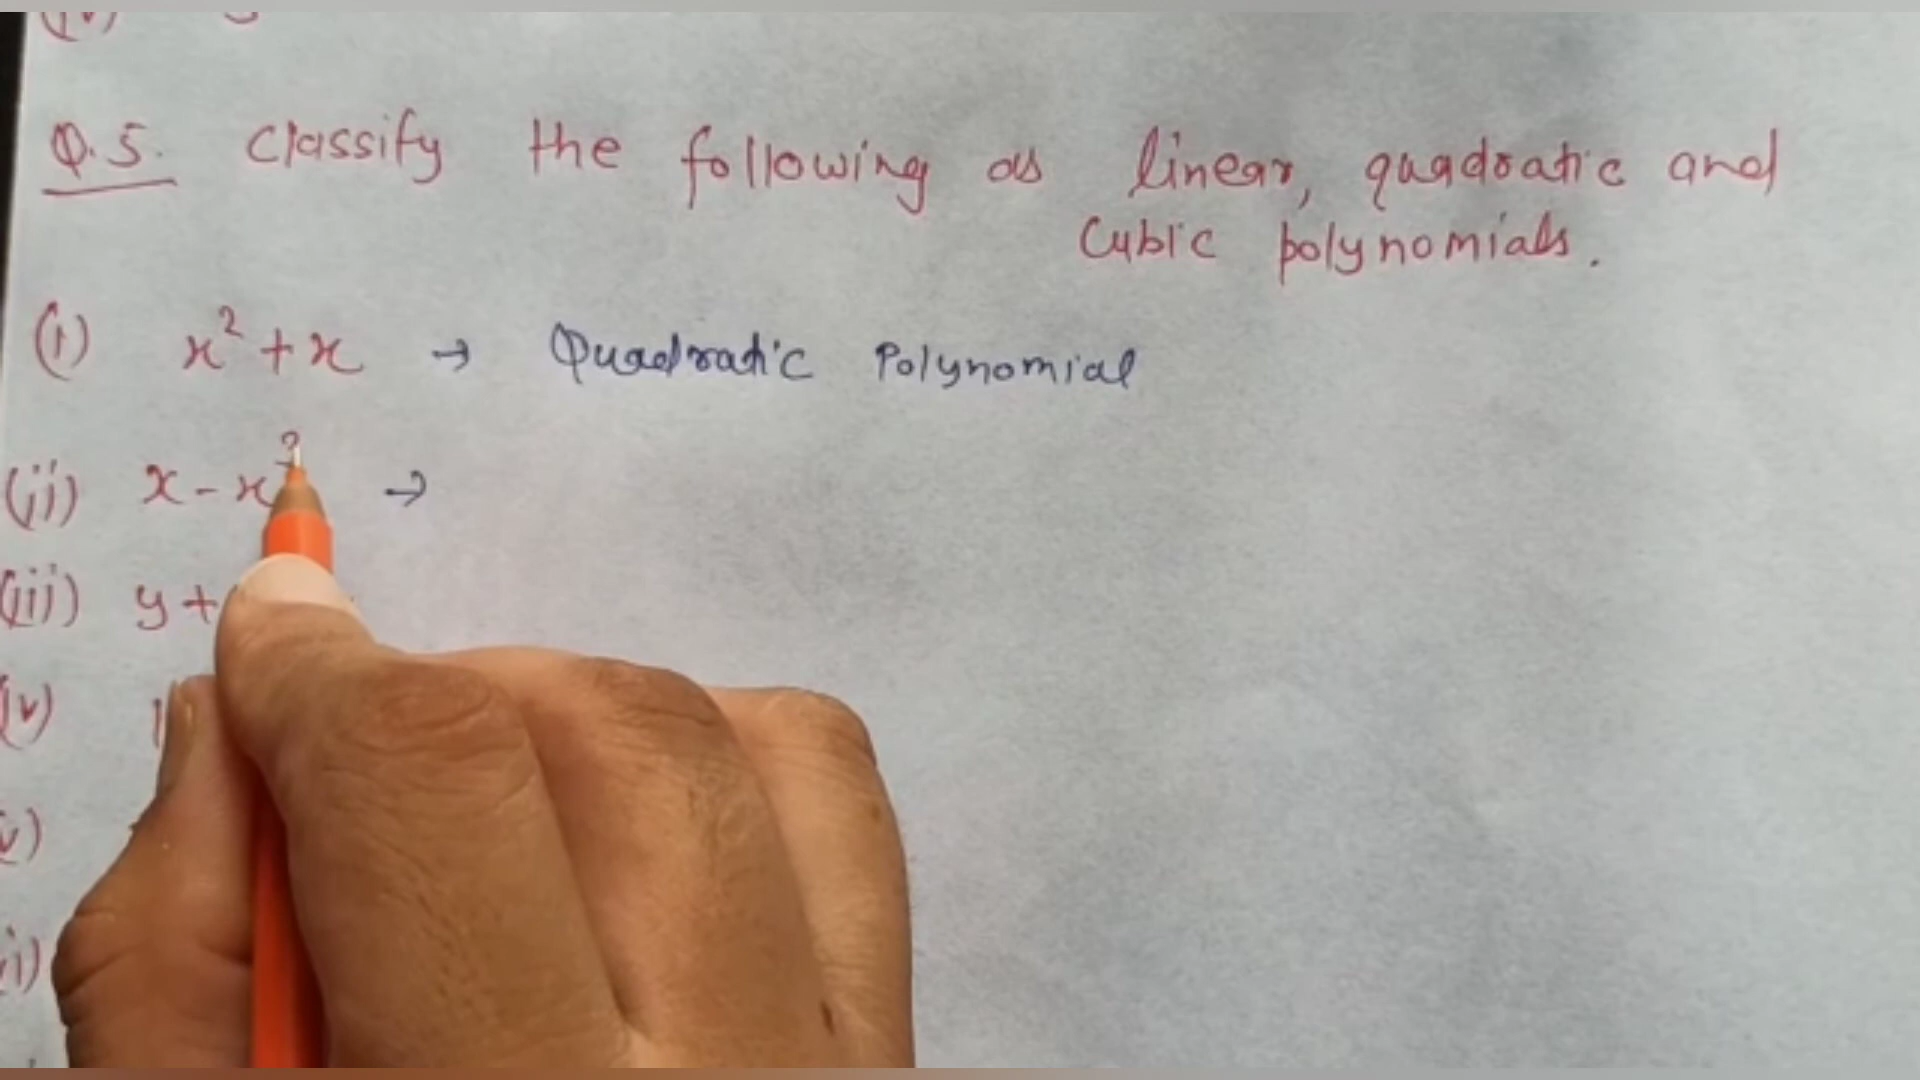 Q.5. Classify the following as linear, quadratic and
Cubic polynomials.
(i) x² + x → Quadratic Polynomial
(ii) x - x³ →
(iii) y +